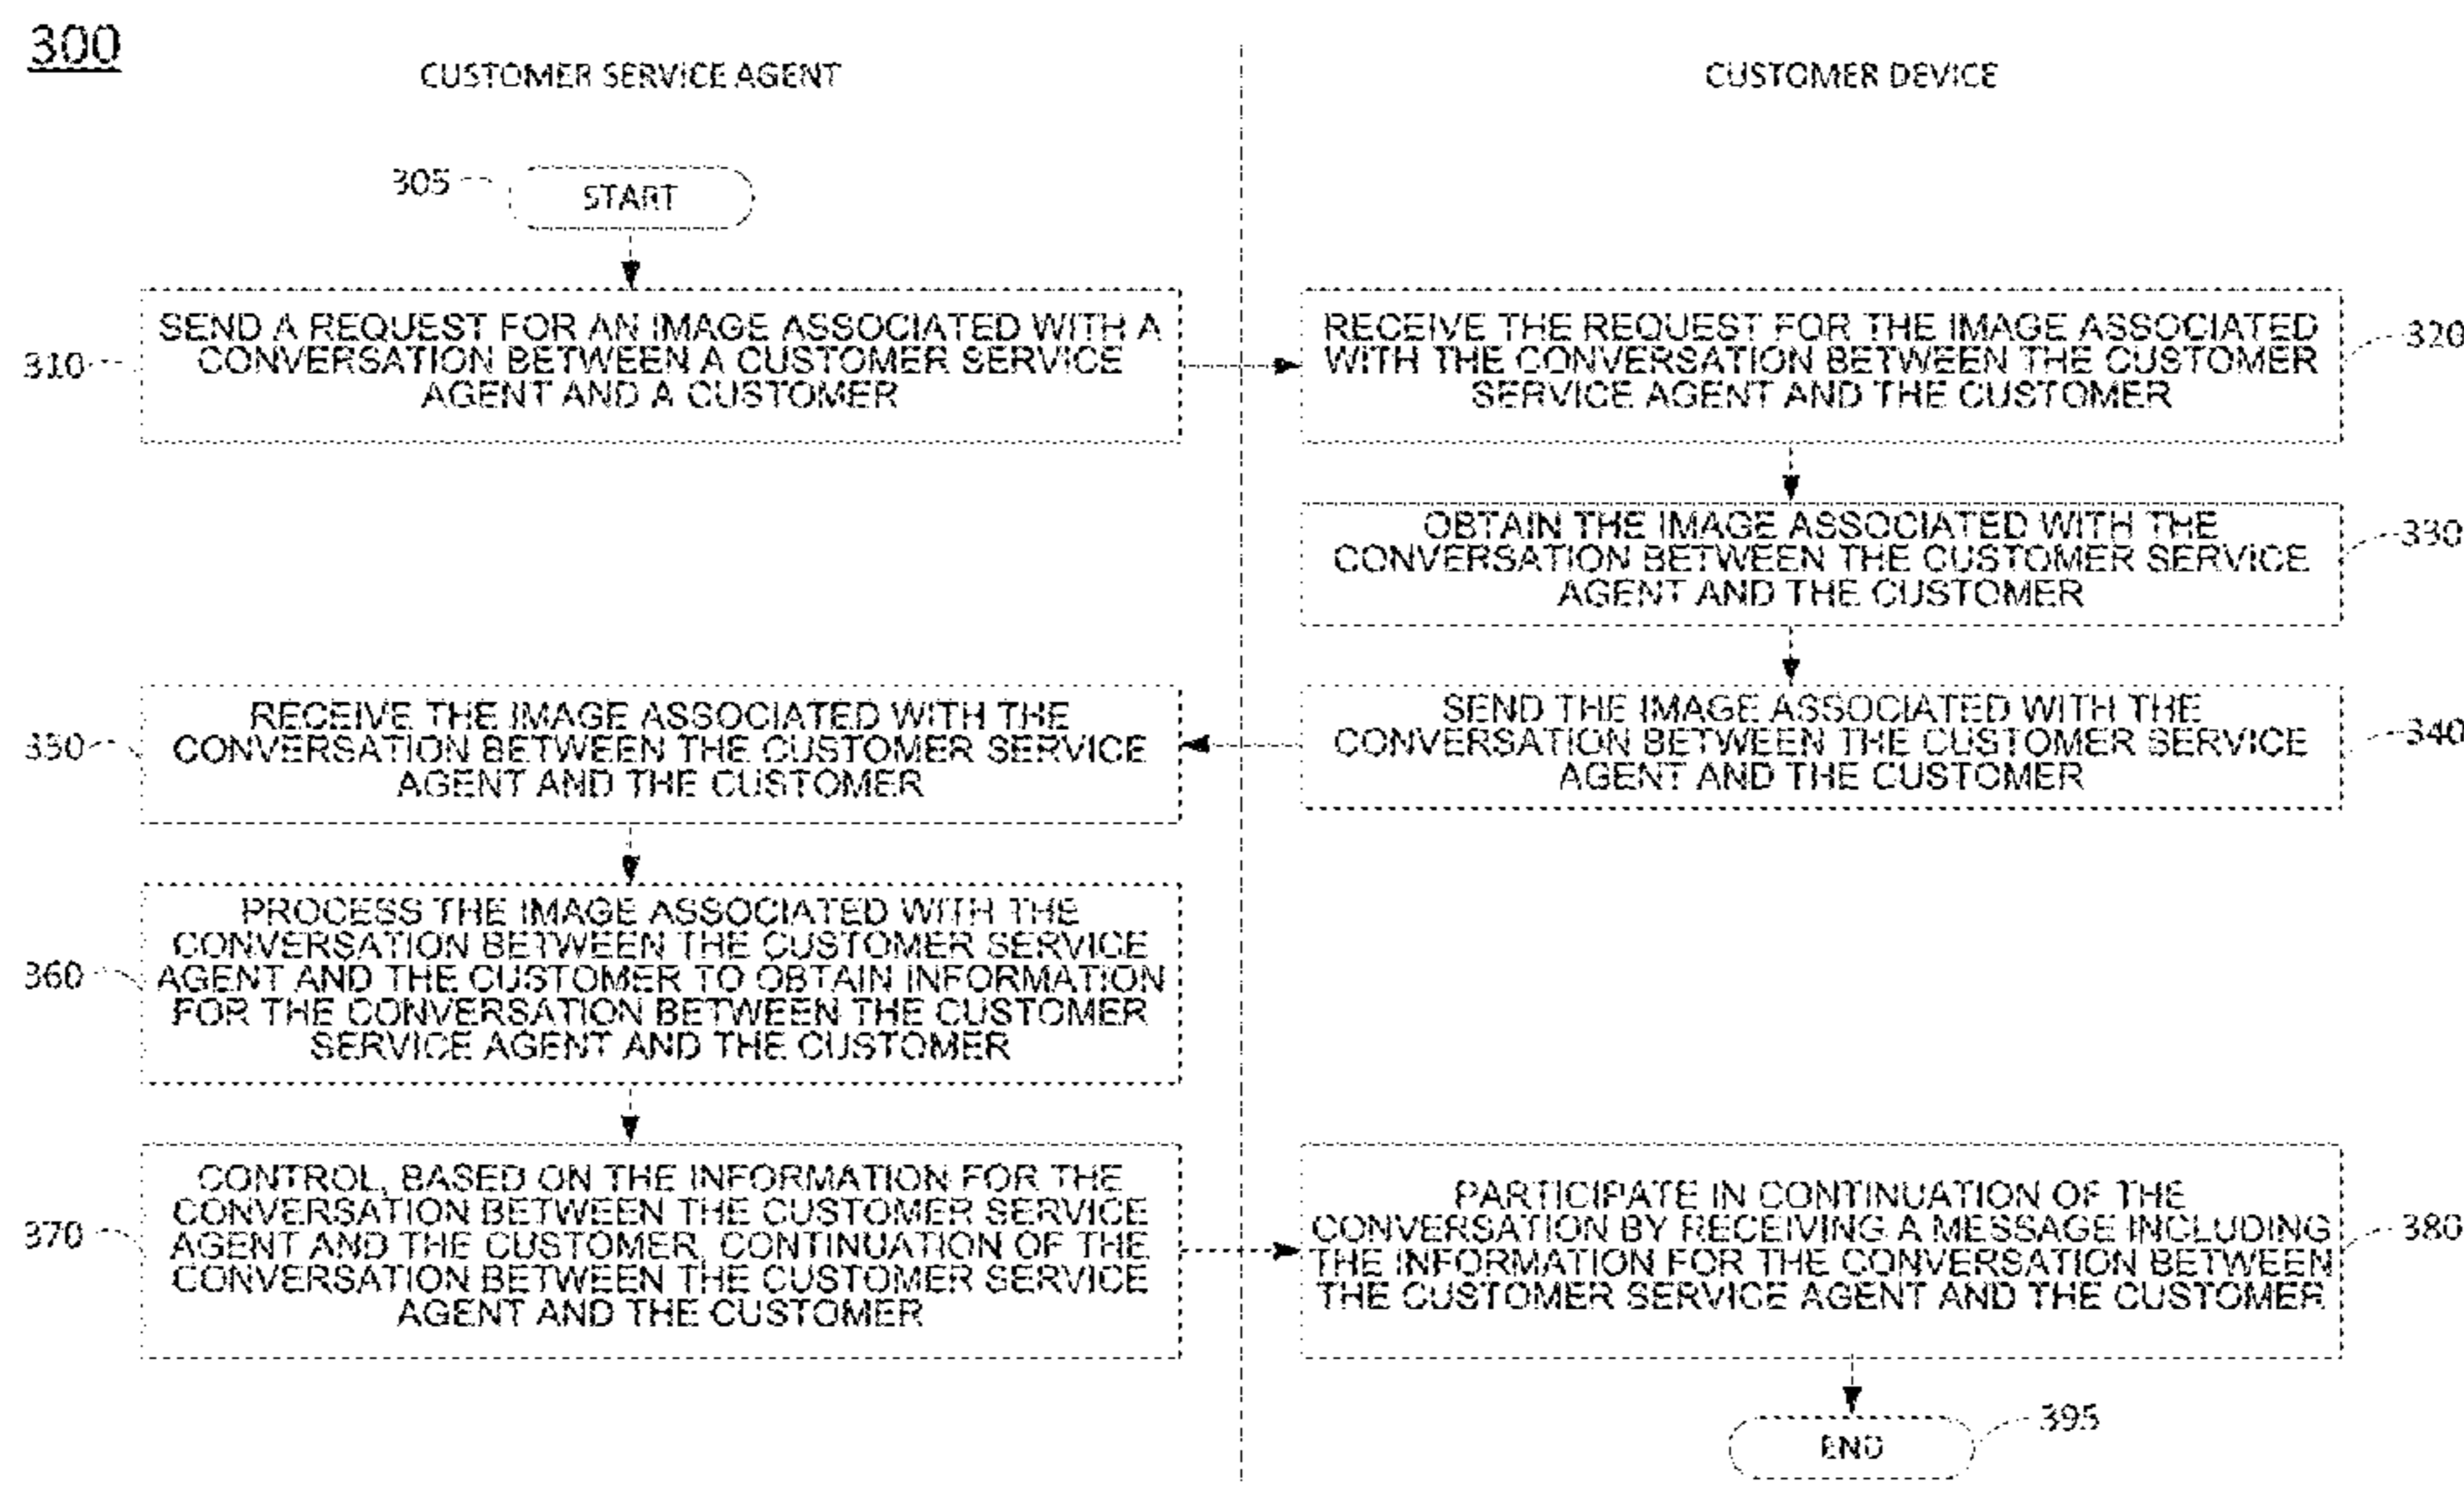 300
CUSTOMER SERVICE AGENT
CUSTOMER DEVICE
305
START
310
SEND A REQUEST FOR AN IMAGE ASSOCIATED WITH A
CONVERSATION BETWEEN A CUSTOMER SERVICE
AGENT AND A CUSTOMER
RECEIVE THE REQUEST FOR THE IMAGE ASSOCIATED
WITH THE CONVERSATION BETWEEN THE CUSTOMER
SERVICE AGENT AND THE CUSTOMER
320
OBTAIN THE IMAGE ASSOCIATED WITH THE
CONVERSATION BETWEEN THE CUSTOMER SERVICE
AGENT AND THE CUSTOMER
330
SEND THE IMAGE ASSOCIATED WITH THE
CONVERSATION BETWEEN THE CUSTOMER SERVICE
AGENT AND THE CUSTOMER
340
350
RECEIVE THE IMAGE ASSOCIATED WITH THE
CONVERSATION BETWEEN THE CUSTOMER SERVICE
AGENT AND THE CUSTOMER
360
PROCESS THE IMAGE ASSOCIATED WITH THE
CONVERSATION BETWEEN THE CUSTOMER SERVICE
AGENT AND THE CUSTOMER TO OBTAIN INFORMATION
FOR THE CONVERSATION BETWEEN THE CUSTOMER
SERVICE AGENT AND THE CUSTOMER
370
CONTROL, BASED ON THE INFORMATION FOR THE
CONVERSATION BETWEEN THE CUSTOMER SERVICE
AGENT AND THE CUSTOMER, CONTINUATION OF THE
CONVERSATION BETWEEN THE CUSTOMER SERVICE
AGENT AND THE CUSTOMER
PARTICIPATE IN CONTINUATION OF THE
CONVERSATION BY RECEIVING A MESSAGE INCLUDING
THE INFORMATION FOR THE CONVERSATION BETWEEN
THE CUSTOMER SERVICE AGENT AND THE CUSTOMER
380
END
395